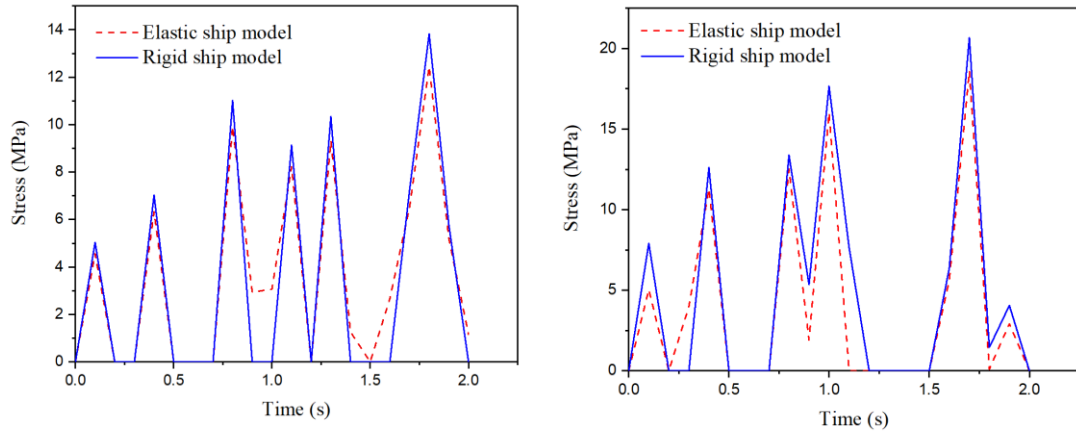 14
12
10
8
6
4
2
0
Stress (MPa)
Elastic ship model
Rigid ship model
0.0 0.5 1.0 1.5 2.0
Time (s)
20
15
10
5
0
Stress (MPa)
Elastic ship model
Rigid ship model
0.0 0.5 1.0 1.5 2.0
Time (s)